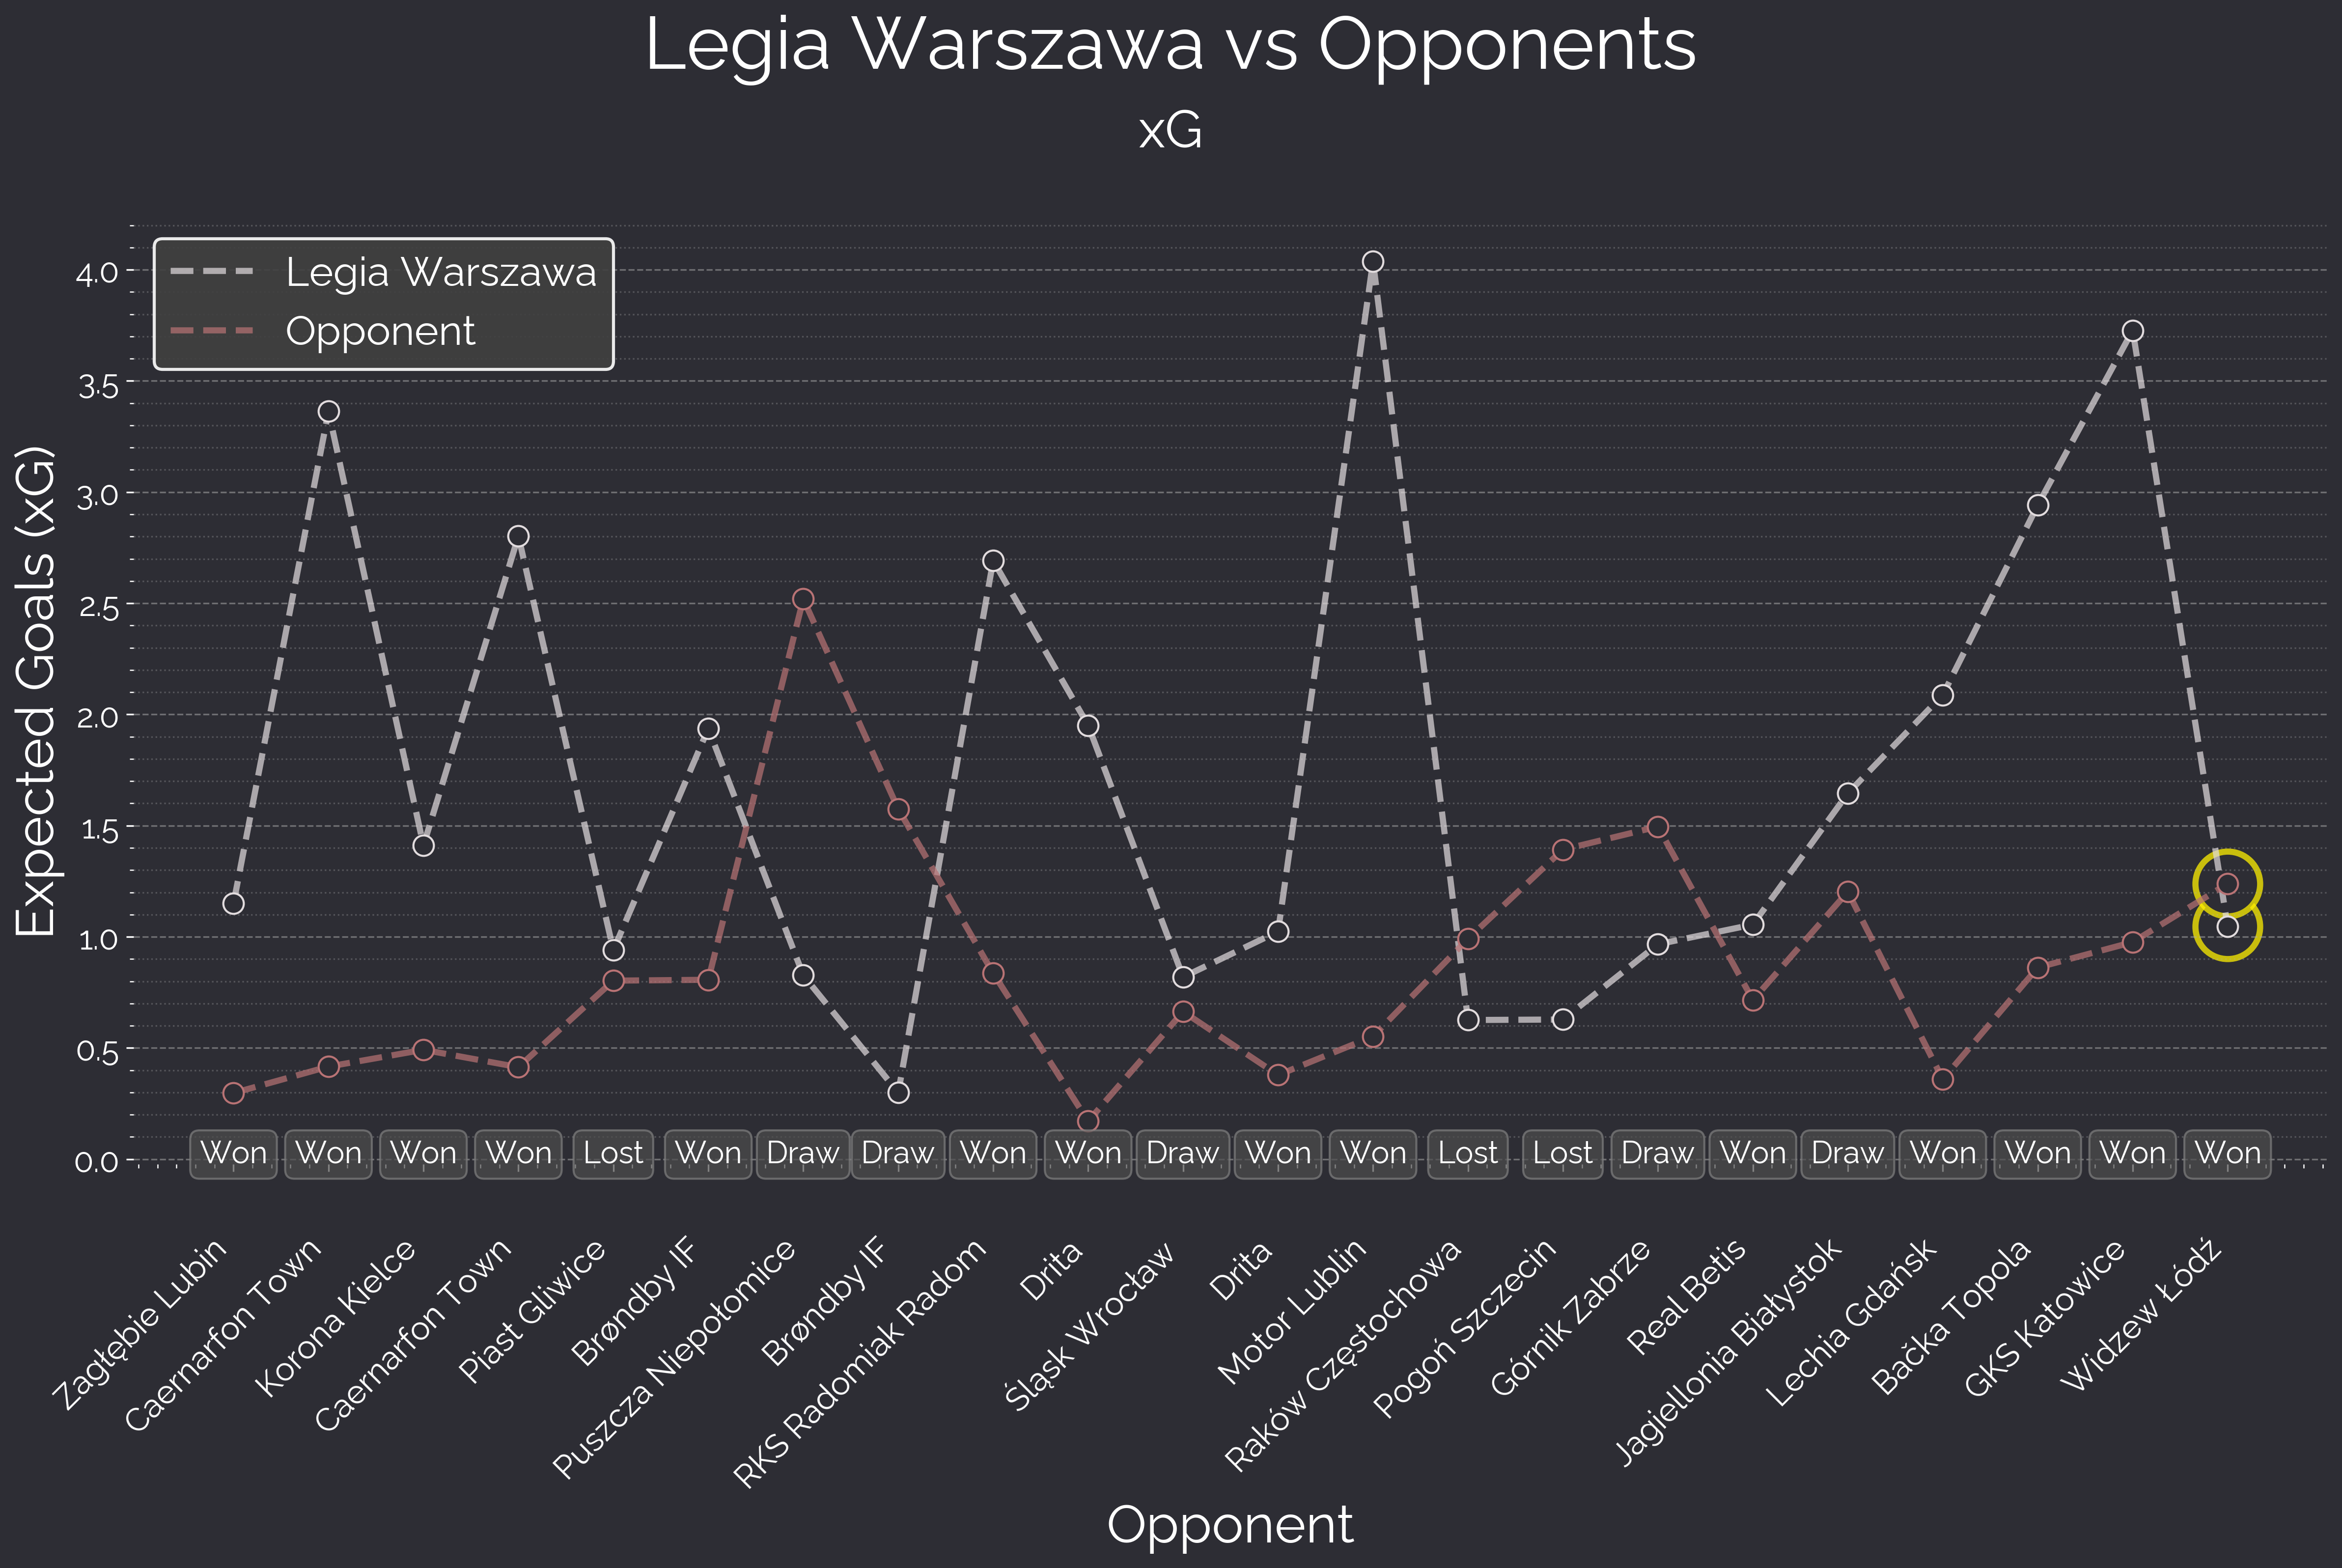 Legia Warszawa vs Opponents
xG
Legia Warszawa
Opponent
Expected Goals (xG)
4.0
3.5
3.0
2.5
2.0
1.5
1.0
0.5
0.0
Won Won Won Won Lost Won Draw Draw Won Won Draw Won Won Lost Lost Draw Won Draw Won Won Won Won
Zagłębie Lubin
Caernarfon Town
Korona Kielce
Caernarfon Town
Piast Gliwice
Brøndby IF
Puszcza Niepołomice
Brøndby IF
RKS Radomiak Radom
Drita
Śląsk Wrocław
Drita
Motor Lublin
Raków Częstochowa
Pogoń Szczecin
Górnik Zabrze
Real Betis
Jagiellonia Białystok
Lechia Gdańsk
Bačka Topola
GKS Katowice
Widzew Łódź
Opponent